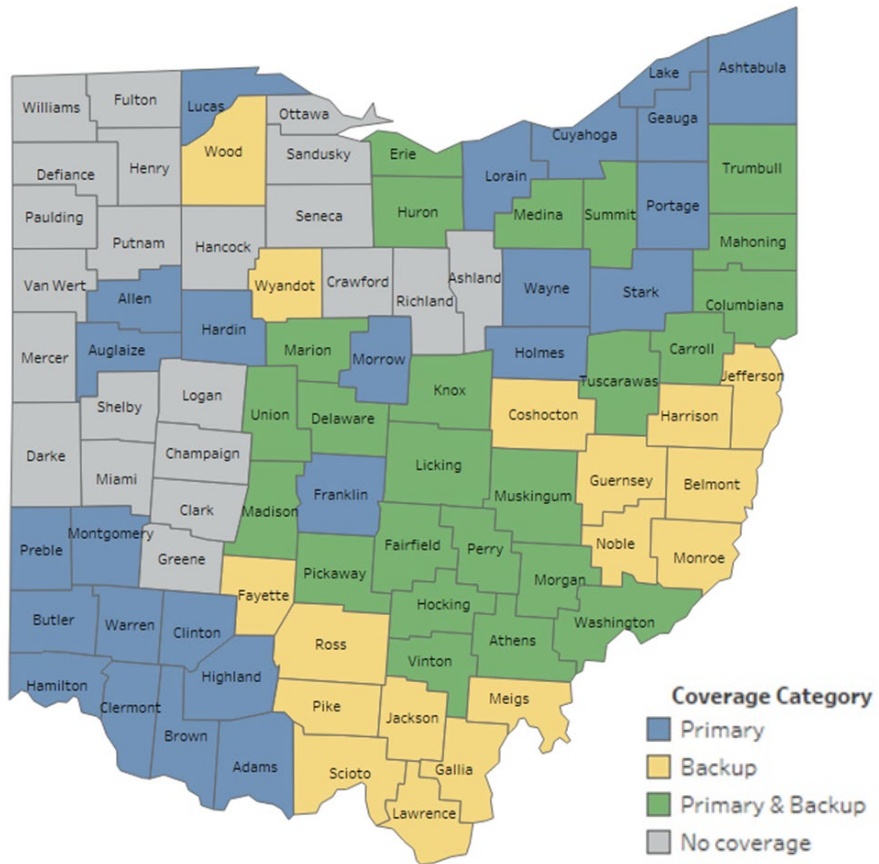 Ashtabula
Lake
Williams
Fulton
Lucas
Ottawa
Geauga
Cuyahoga
Wood
Sandusky
Erie
Trumbull
Defiance
Henry
Lorain
Portage
Paulding
Seneca
Huron
Medina
Summit
Putnam
Hancock
Mahoning
Van Wert
Wyandot
Crawford
Richland
Ashland
Wayne
Stark
Columbiana
Allen
Hardin
Mercer
Auglaize
Marion
Morrow
Holmes
Carroll
Jefferson
Tuscarawas
Shelby
Logan
Union
Delaware
Knox
Coshocton
Harrison
Darke
Champaign
Licking
Guernsey
Belmont
Miami
Clark
Madison
Franklin
Muskingum
Preble
Montgomery
Greene
Fairfield
Perry
Noble
Monroe
Pickaway
Morgan
Fayette
Hocking
Butler
Warren
Clinton
Washington
Ross
Athens
Vinton
Hamilton
Highland
Clermont
Pike
Jackson
Meigs
Brown
Adams
Scioto
Gallia
Lawrence
Coverage Category
Primary
Backup
Primary & Backup
No coverage